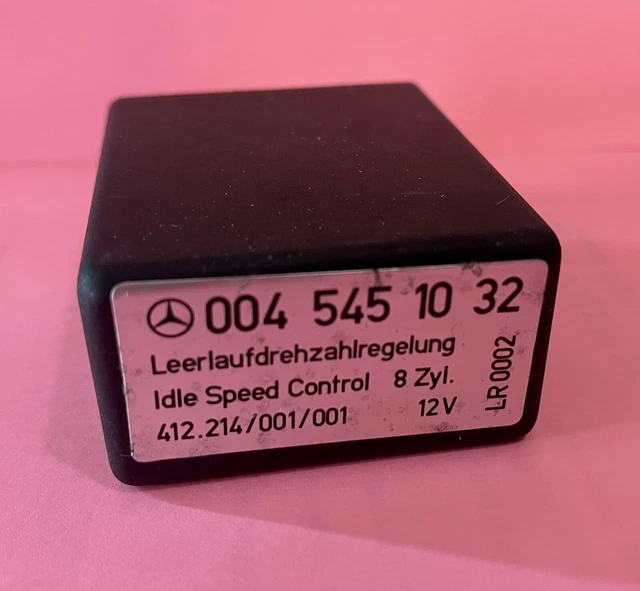 004 545 10 32
Leerlaufdrehzahlregelung
Idle Speed Control 8 Zyl.
412.214/001/001 12V
LR 0002